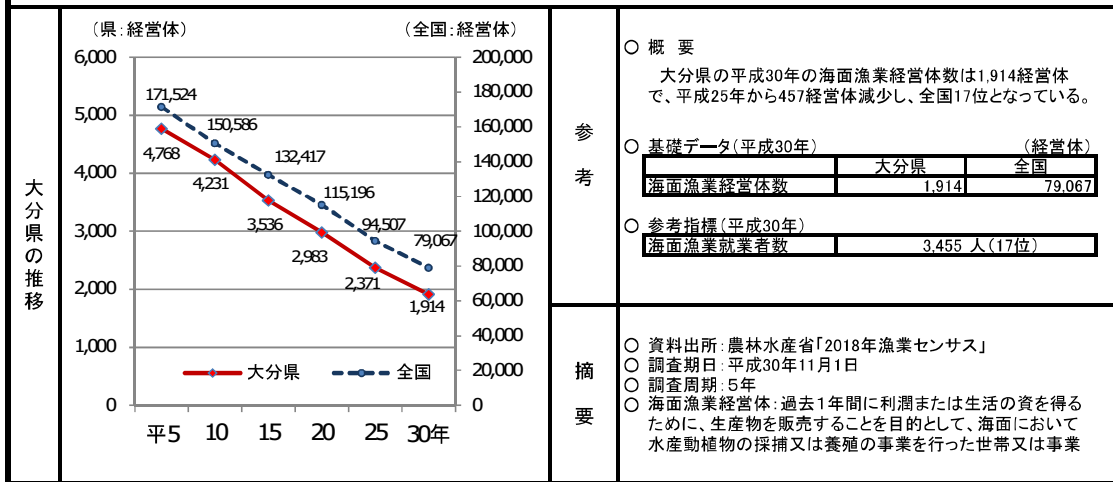 大分県の推移
（県：経営体）
（全国：経営体）
6,000
5,000
4,000
3,000
2,000
1,000
0
200,000
180,000
160,000
140,000
120,000
100,000
80,000
60,000
40,000
20,000
0
171,524
150,586
132,417
115,196
94,507
79,067
4,768
4,231
3,536
2,983
2,371
1,914
大分県
全国
平5 10 15 20 25 30年
参考
○ 概 要
大分県の平成30年の海面漁業経営体数は1,914経営体
で、平成25年から457経営体減少し、全国17位となっている。
○ 基礎データ（平成30年） （経営体）
大分県 全国
海面漁業経営体数 1,914 79,067
○ 参考指標（平成30年）
海面漁業就業者数 3,455 人（17位）
摘要
○ 資料出所：農林水産省「2018年漁業センサス」
○ 調査期日：平成30年11月1日
○ 調査周期：5年
○ 海面漁業経営体：過去１年間に利潤または生活の資を得る
ために、生産物を販売することを目的として、海面において
水産動植物の採捕又は養殖の事業を行った世帯又は事業